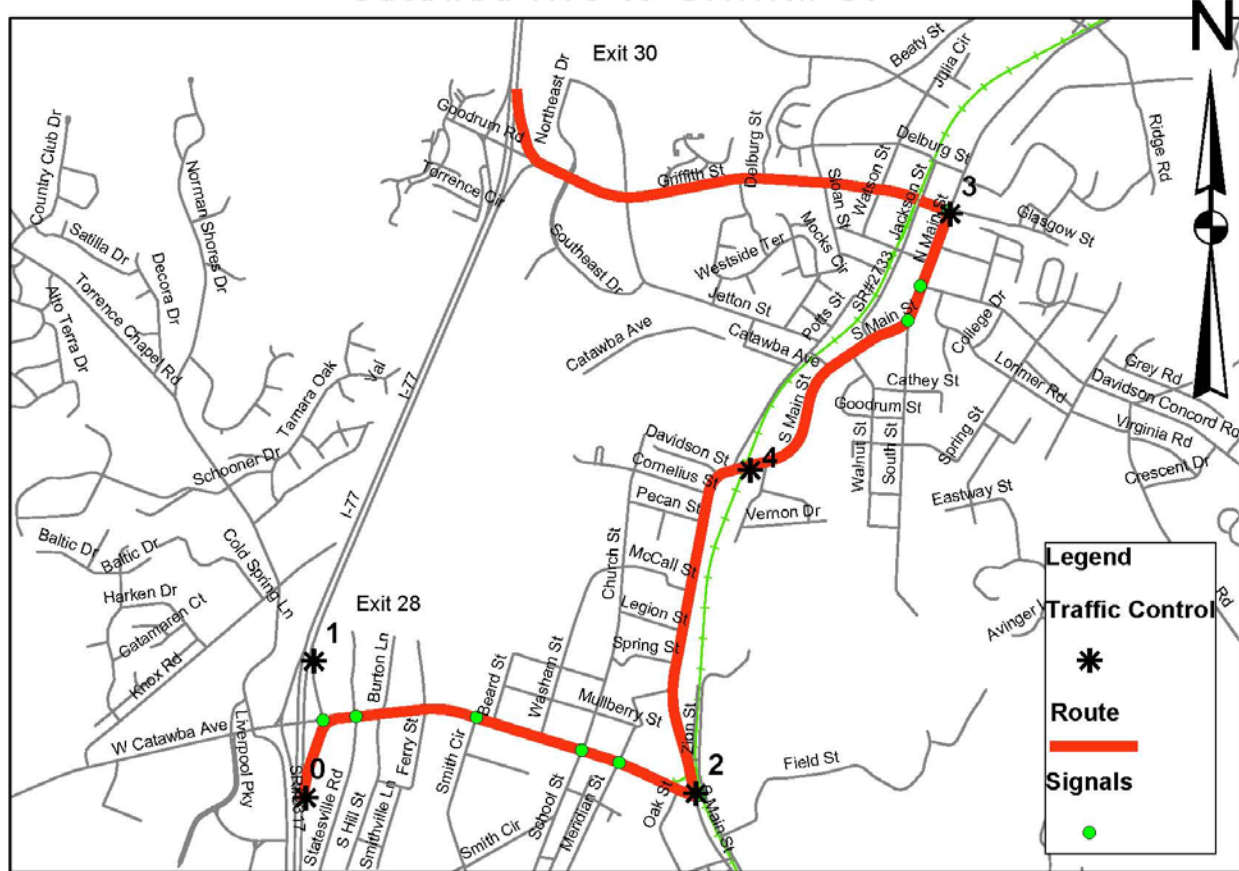 N
Exit 30
Beaty St
Julia Cir
Northeast Dr
Goodrum Rd
Country Club Dr
Norman Shores Dr
Delburg St
Delburg St
Ridge Rd
Torrence Cir
Griffith St
Sloan St
Watson St
Jackson St
3
N Main St
Glasgow St
Satilla Dr
Decora Dr
Alto Terra Dr
Torrence Chapel Rd
Southeast Dr
Westside Ter
Mocks Cir
SR#2733
Jetton St
Potts St
S Main St
College Dr
Catawba Ave
Catawba Ave
I-77
Tamara Oak
Val
Cathey St
Lorimer Rd
Grey Rd
Davidson Concord Rd
Goodrum St
S Main St
Virginia Rd
Spring St
Walnut St
South St
Crescent Dr
Schooner Dr
Davidson St
Cornelius St
4
Pecan St
Vernon Dr
Eastway St
I-77
Baltic Dr
Baltic Dr
Cold Spring Ln
Church St
McCall St
Harken Dr
Catamaren Ct
Exit 28
Legion St
Avinger
Rd
Knox Rd
1
Burton Ln
Spring St
Beard St
Washam St
Mullberry St
W Catawba Ave
Liverpool Pky
Ferry St
Zion St
0
2
Field St
Smith Cir
Statesville Rd
S Hill St
Smithville Ln
School St
Meridian St
Oak St
S Main St
Smith Cir
Legend
Traffic Control
Route
Signals